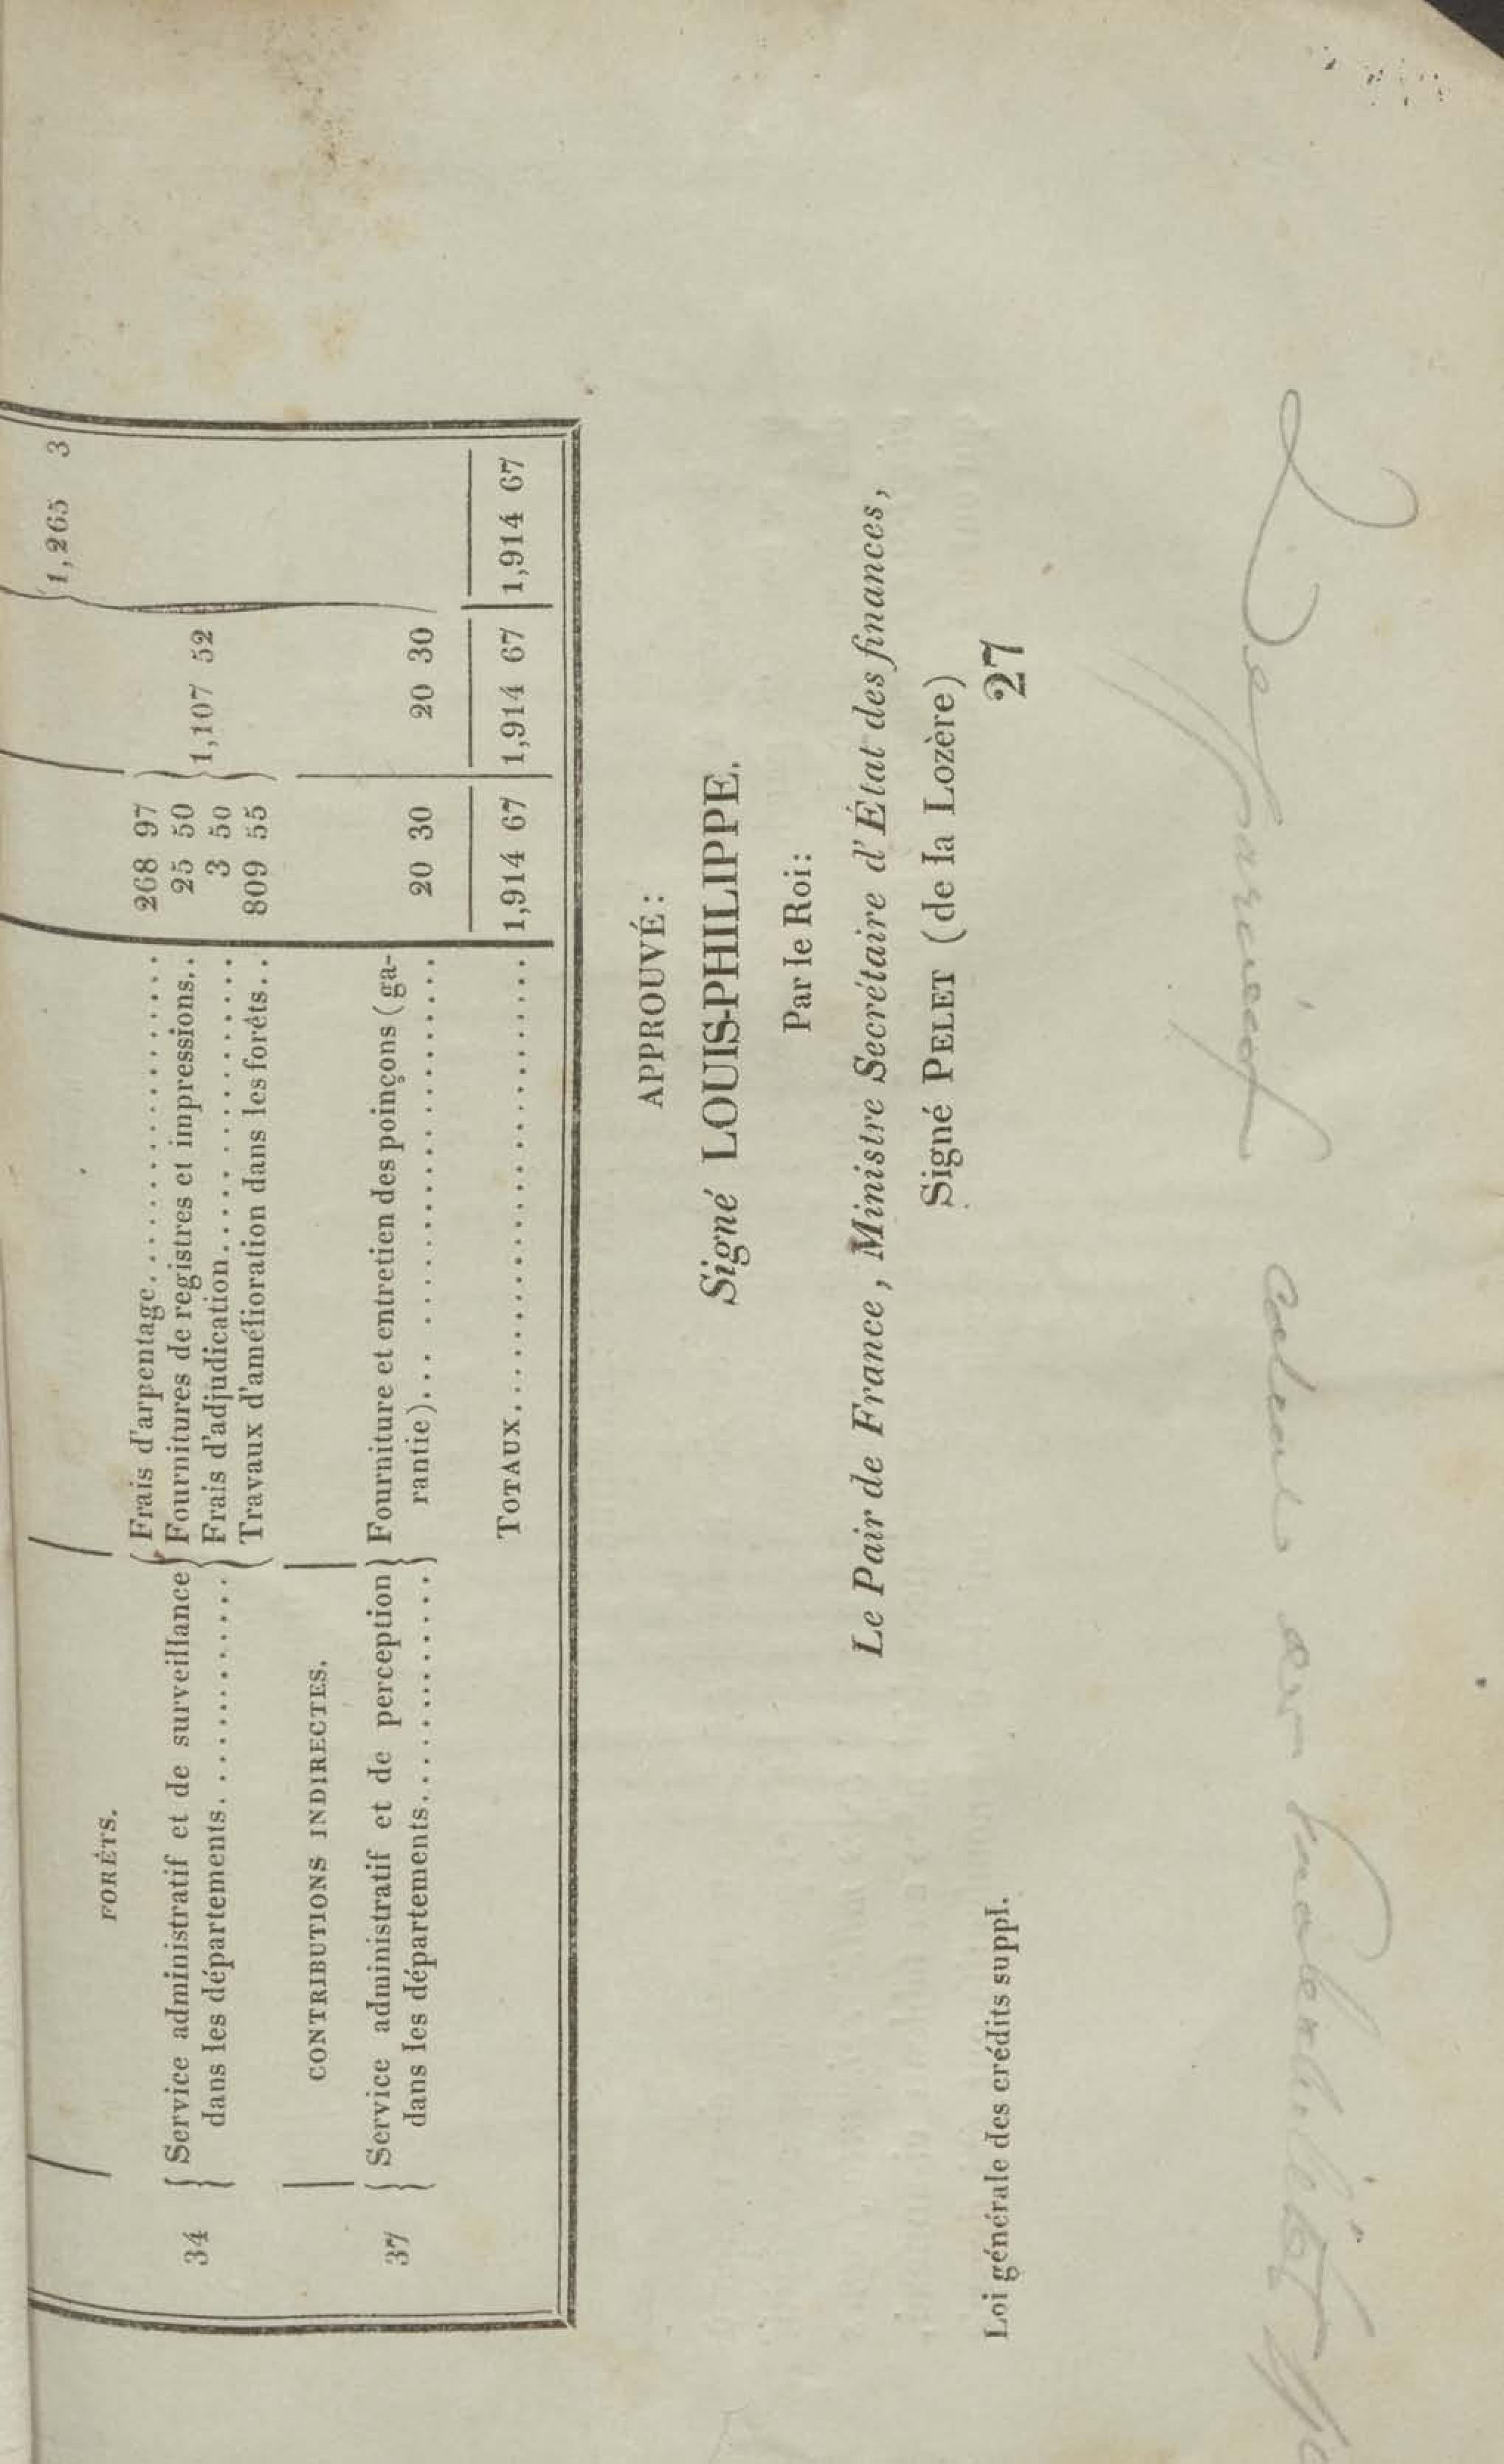 1,265 3
FORÊTS.
34 Service administratif et de surveillance dans les départements...........
Frais d'arpentage................... 268 97
Fournitures de registres et impressions.. 25 50
Frais d'adjudication................. 3 50
Travaux d'amélioration dans les forêts.. 809 55
1,107 52
CONTRIBUTIONS INDIRECTES.
37 Service administratif et de perception
dans les départements...........
Fourniture et entretien des poinçons (ga-
rantie)......................... 20 30 20 30
TOTAUX........................ 1,914 67 1,914 67 1,914 67
APPROUVÉ:
Signé LOUIS-PHILIPPE.
Par le Roi:
Le Pair de France, Ministre Secrétaire d'État des finances,
Signé PELET (de la Lozère)
Loi générale des crédits suppl. 27